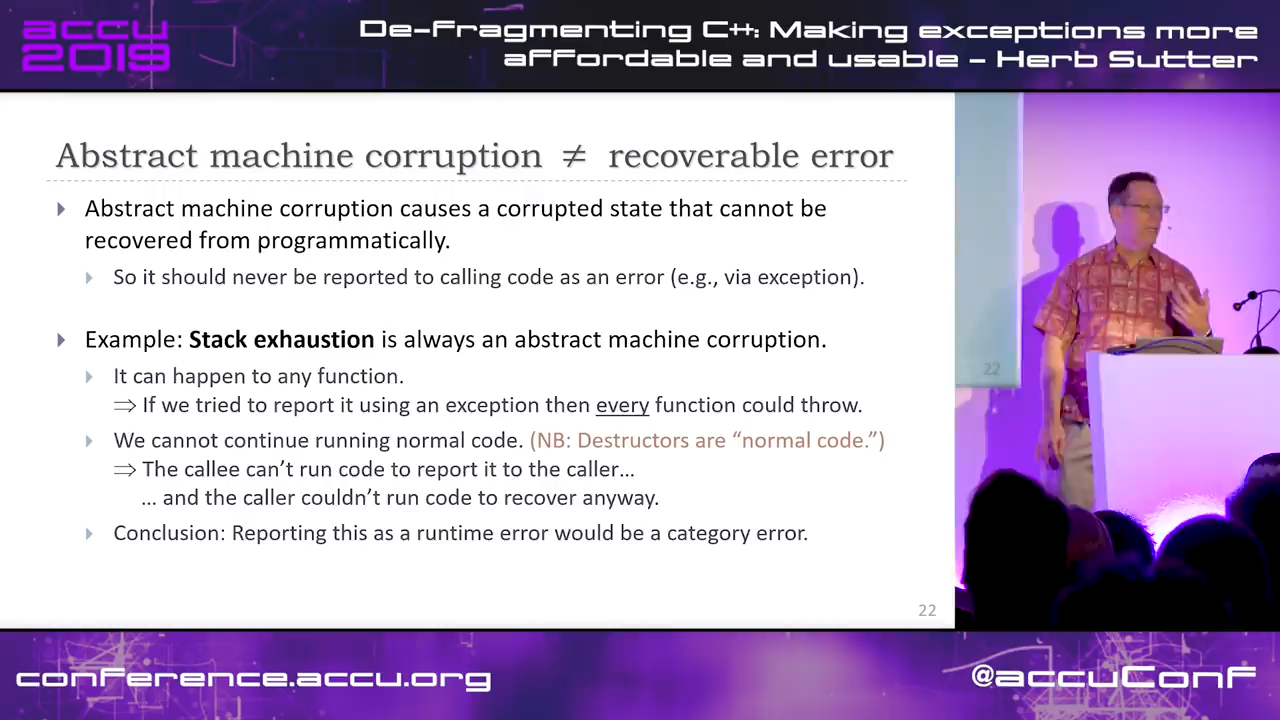 accu
2019
De-Fragmenting C++: Making exceptions more
affordable and usable - Herb Sutter
Abstract machine corruption ≠ recoverable error
Abstract machine corruption causes a corrupted state that cannot be
recovered from programmatically.
So it should never be reported to calling code as an error (e.g., via exception).
Example: Stack exhaustion is always an abstract machine corruption.
It can happen to any function.
⇒ If we tried to report it using an exception then every function could throw.
We cannot continue running normal code. (NB: Destructors are “normal code.”)
⇒ The callee can’t run code to report it to the caller…
… and the caller couldn’t run code to recover anyway.
Conclusion: Reporting this as a runtime error would be a category error.
22
22
conference.accu.org
@accuConf